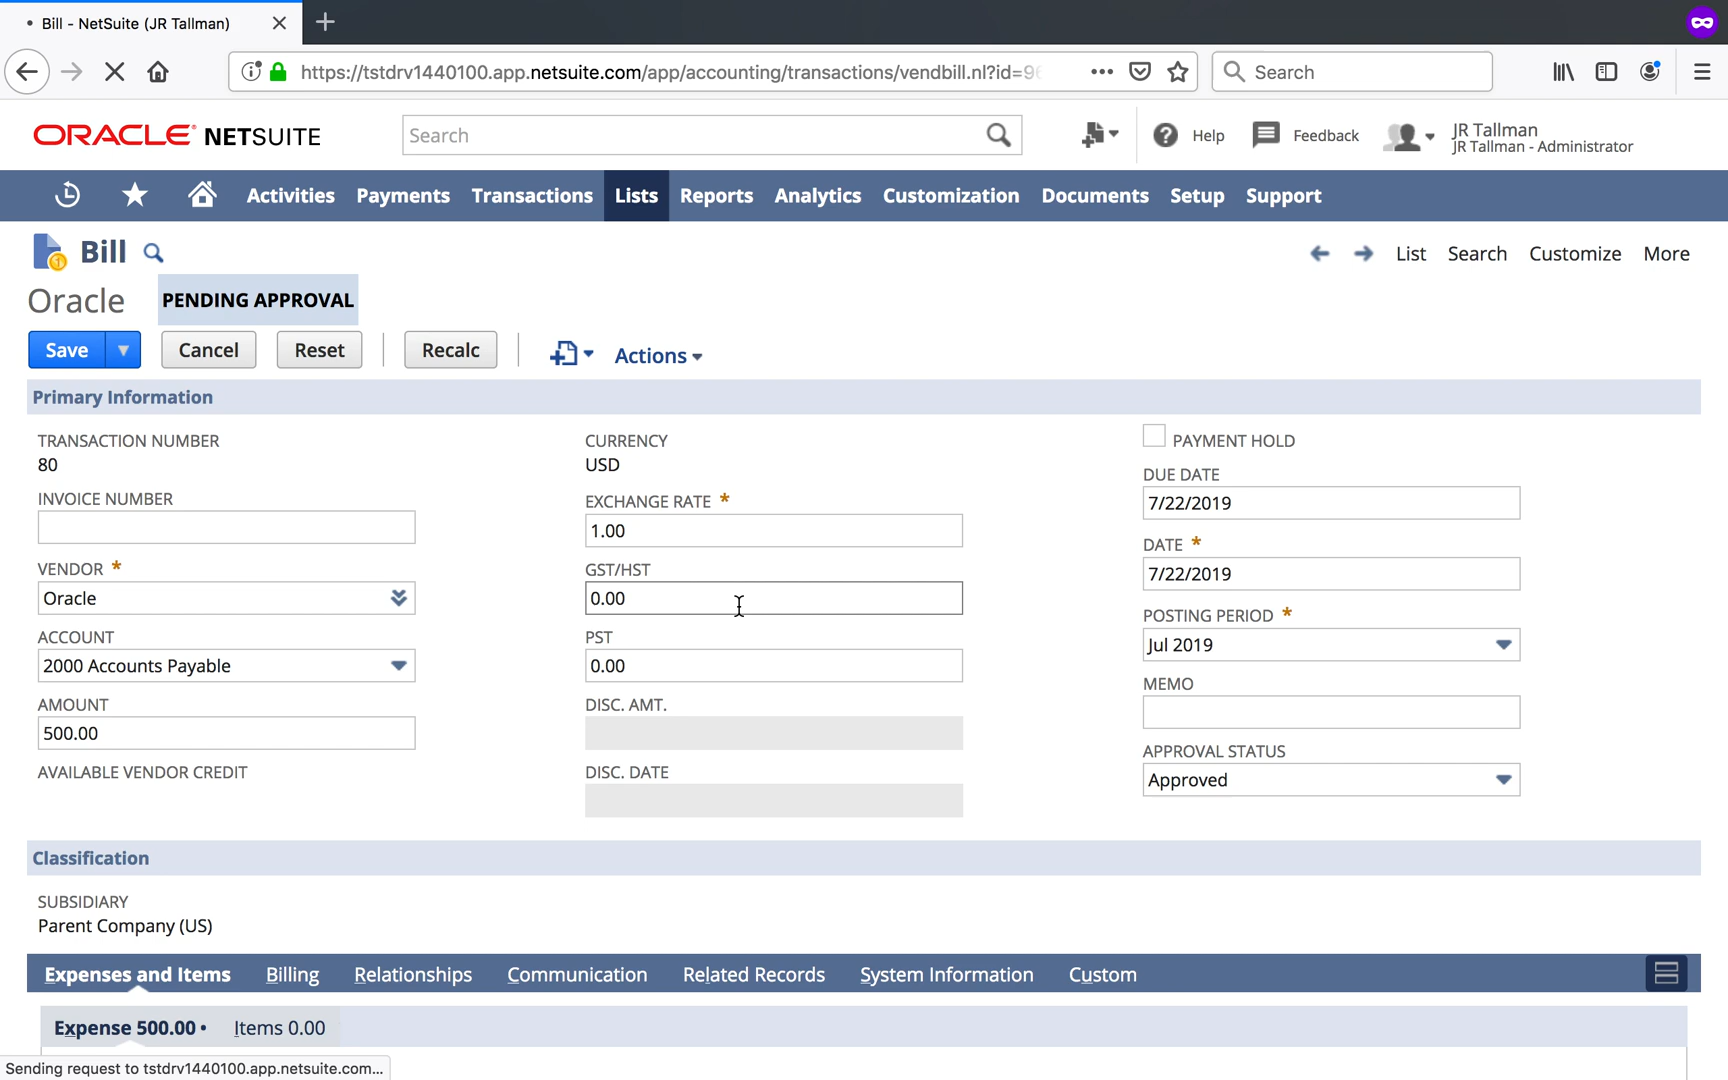 Bill - NetSuite (JR Tallman)
https://tstdrv1440100.app.netsuite.com/app/accounting/transactions/vendbill.nl?id=96
Search
ORACLE NETSUITE
Search
Help
Feedback
JR Tallman
JR Tallman - Administrator
Activities Payments Transactions Lists Reports Analytics Customization Documents Setup Support
Bill
List Search Customize More
Oracle PENDING APPROVAL
Save Cancel Reset Recalc Actions
Primary Information
TRANSACTION NUMBER
80
INVOICE NUMBER
VENDOR *
Oracle
ACCOUNT
2000 Accounts Payable
AMOUNT
500.00
AVAILABLE VENDOR CREDIT
CURRENCY
USD
EXCHANGE RATE *
1.00
GST/HST
0.00
PST
0.00
DISC. AMT.
DISC. DATE
PAYMENT HOLD
DUE DATE
7/22/2019
DATE *
7/22/2019
POSTING PERIOD *
Jul 2019
MEMO
APPROVAL STATUS
Approved
Classification
SUBSIDIARY
Parent Company (US)
Expenses and Items Billing Relationships Communication Related Records System Information Custom
Expense 500.00 • Items 0.00
Sending request to tstdrv1440100.app.netsuite.com...